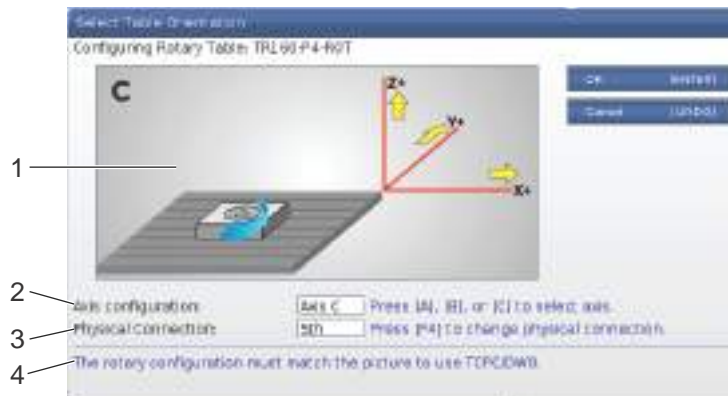 Select Table Orientation
Configuring Rotary Table: TR160-P4-ROT
C
Z+
Y+
X+
OK [ENTER]
Cancel [UNDO]
1
2
Axis configuration: Axis C Press [A], [B], or [C] to select axis.
3
Physical Connection: 5th Press [F4] to change physical connection.
4
The rotary configuration must match the picture to use TCPC/DWO.